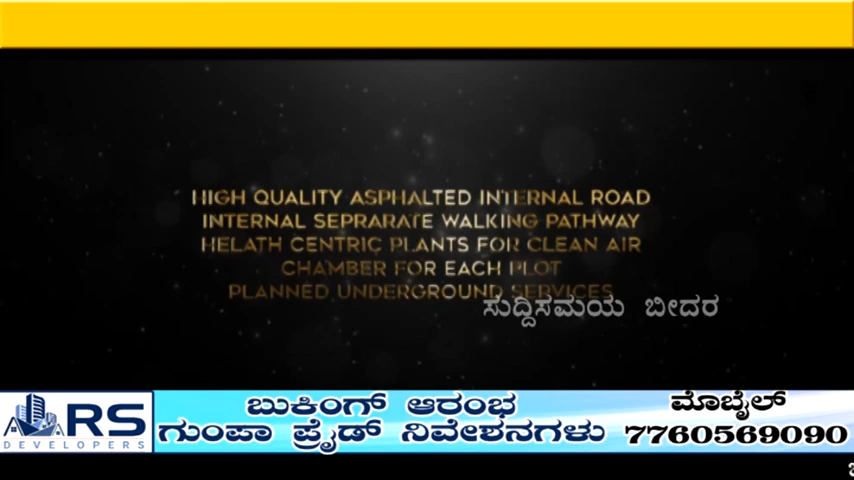 HIGH QUALITY ASPHALTED INTERNAL ROAD
INTERNAL SEPRARATE WALKING PATHWAY
HELATH CENTRIC PLANTS FOR CLEAN AIR
CHAMBER FOR EACH PLOT
PLANNED UNDERGROUND SERVICES
ಸುದ್ದಿಸಮಯ ಬೀದರ
RS
DEVELOPERS
ಬುಕಿಂಗ್ ಆರಂಭ
ಗುಂಪಾ ಪ್ರೈಡ್ ನಿವೇಶನಗಳು
ಮೊಬೈಲ್
7760569090